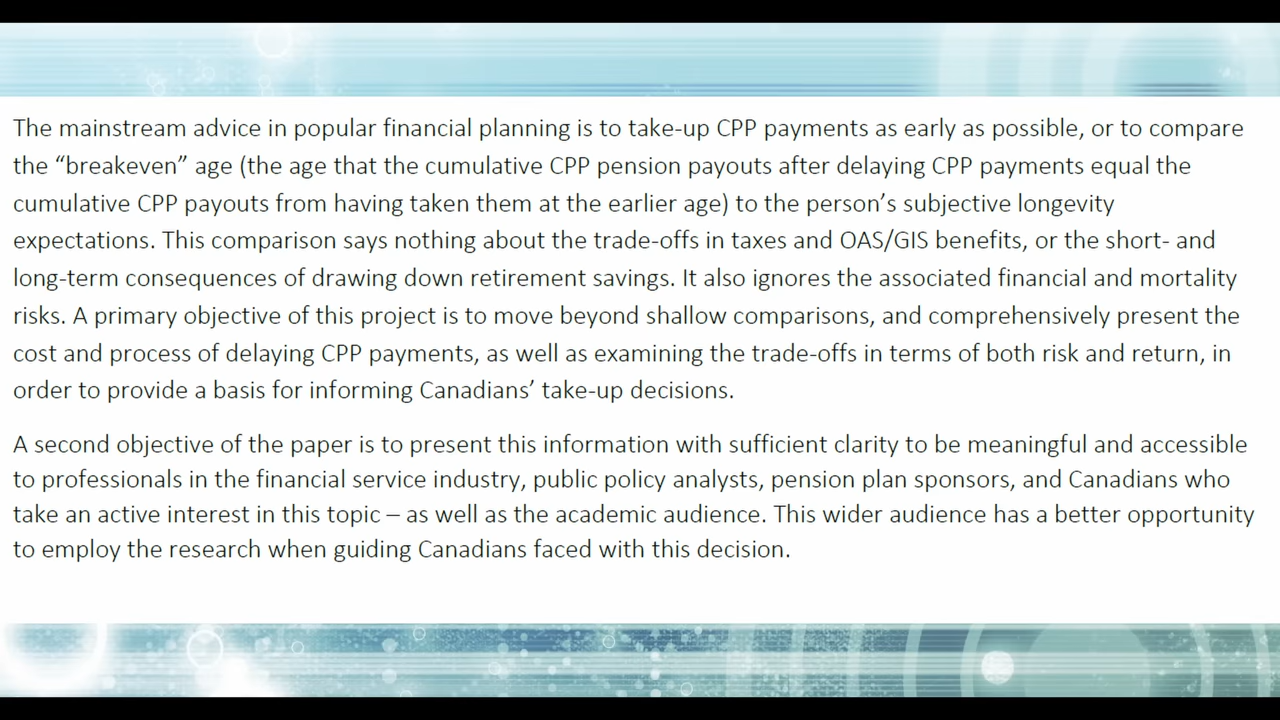 The mainstream advice in popular financial planning is to take-up CPP payments as early as possible, or to compare
the “breakeven” age (the age that the cumulative CPP pension payouts after delaying CPP payments equal the
cumulative CPP payouts from having taken them at the earlier age) to the person’s subjective longevity
expectations. This comparison says nothing about the trade-offs in taxes and OAS/GIS benefits, or the short- and
long-term consequences of drawing down retirement savings. It also ignores the associated financial and mortality
risks. A primary objective of this project is to move beyond shallow comparisons, and comprehensively present the
cost and process of delaying CPP payments, as well as examining the trade-offs in terms of both risk and return, in
order to provide a basis for informing Canadians’ take-up decisions.
A second objective of the paper is to present this information with sufficient clarity to be meaningful and accessible
to professionals in the financial service industry, public policy analysts, pension plan sponsors, and Canadians who
take an active interest in this topic – as well as the academic audience. This wider audience has a better opportunity
to employ the research when guiding Canadians faced with this decision.